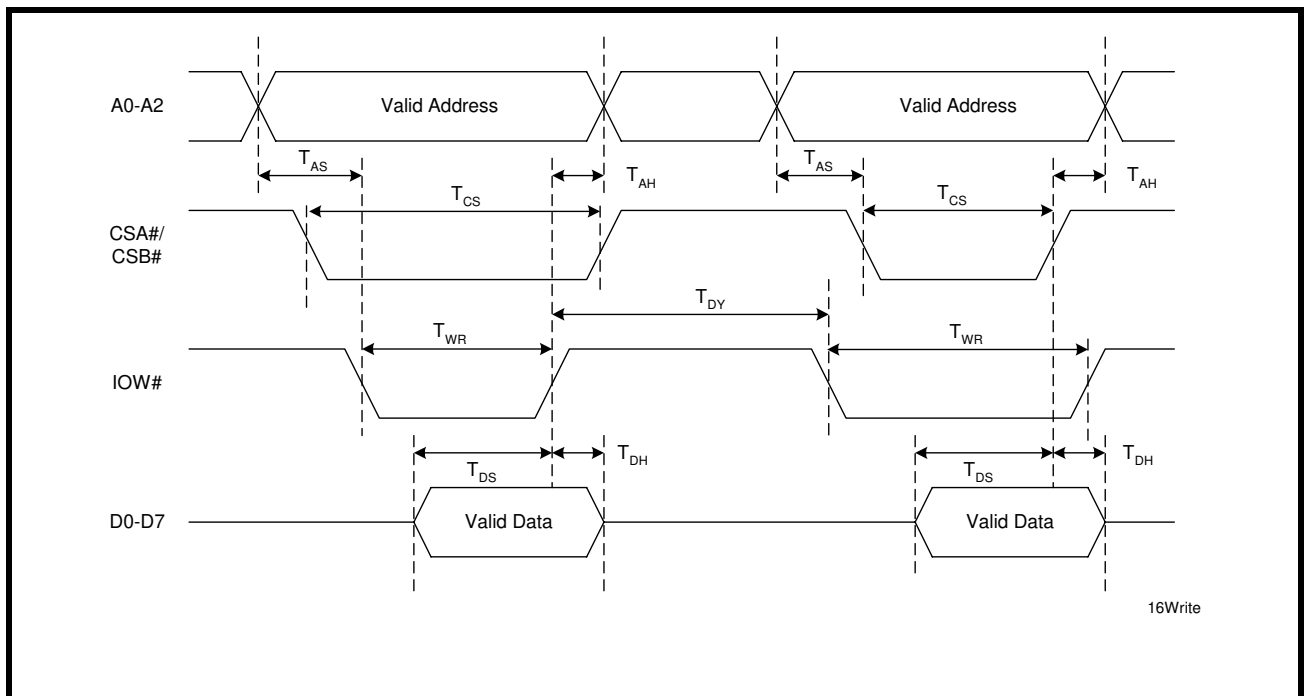 A0-A2
Valid Address
Valid Address
TAS
TAH
TAS
TAH
TCS
TCS
CSA#/
CSB#
TDY
TWR
TWR
IOW#
TDS
TDH
TDS
TDH
D0-D7
Valid Data
Valid Data
16Write